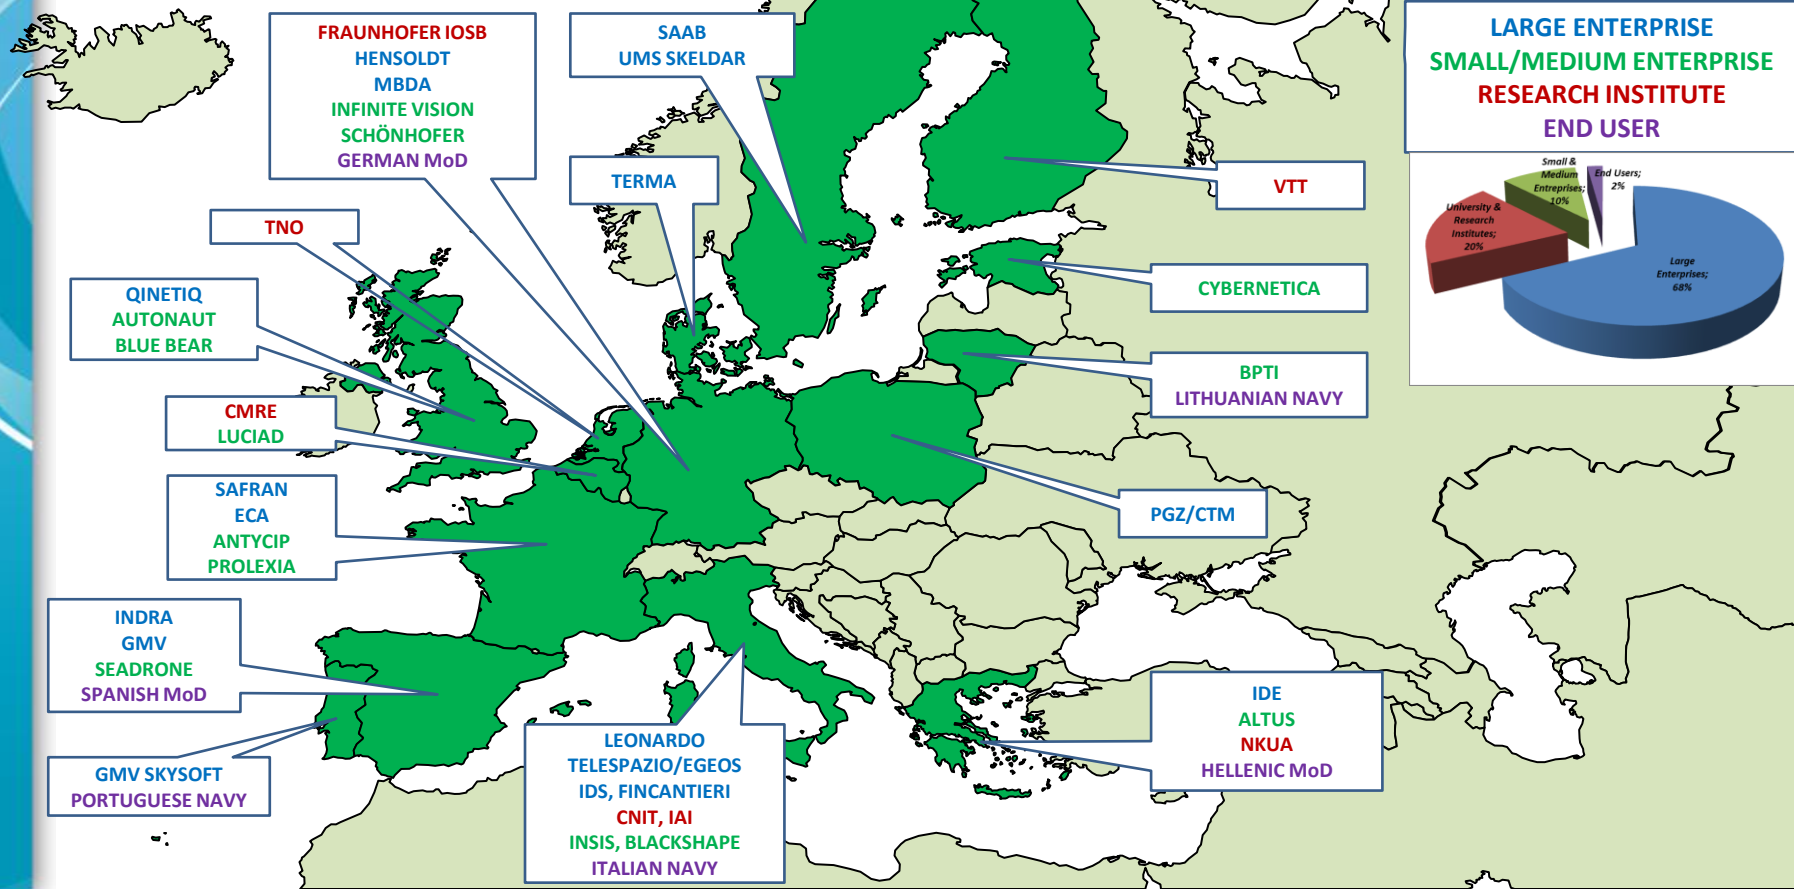 FRAUNHOFER IOSB
HENSOLDT
MBDA
INFINITE VISION
SCHÖNHOFER
GERMAN MoD
SAAB
UMS SKELDAR
LARGE ENTERPRISE
SMALL/MEDIUM ENTERPRISE
RESEARCH INSTITUTE
END USER
Small &
Medium
Entreprises;
10%
End Users;
2%
University &
Research
Institutes;
20%
Large
Enterprises;
68%
TERMA
VTT
TNO
CYBERNETICA
QINETIQ
AUTONAUT
BLUE BEAR
BPTI
LITHUANIAN NAVY
CMRE
LUCIAD
SAFRAN
ECA
ANTYCIP
PROLEXIA
PGZ/CTM
INDRA
GMV
SEADRONE
SPANISH MoD
IDE
ALTUS
NKUA
HELLENIC MoD
GMV SKYSOFT
PORTUGUESE NAVY
LEONARDO
TELESPAZIO/EGEOS
IDS, FINCANTIERI
CNIT, IAI
INSIS, BLACKSHAPE
ITALIAN NAVY